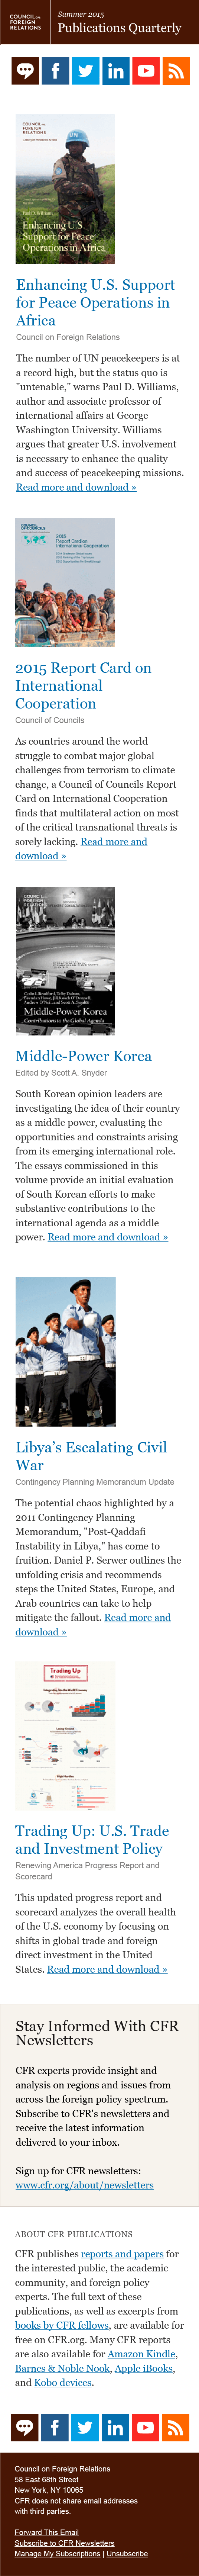 COUNCIL on
FOREIGN
RELATIONS
Summer 2015
Publications Quarterly
Enhancing U.S.
Support for Peace
Operations in Africa
Enhancing U.S. Support
for Peace Operations in
Africa
Council on Foreign Relations
The number of UN peacekeepers is at
a record high, but the status quo is
"untenable," warns Paul D. Williams,
author and associate professor of
international affairs at George
Washington University. Williams
argues that greater U.S. involvement
is necessary to enhance the quality
and success of peacekeeping missions.
Read more and download »
COUNCIL of
COUNCILS
2015
Report Card on
International Cooperation
2015 Report Card on
International
Cooperation
Council of Councils
As countries around the world
struggle to combat major global
challenges from terrorism to climate
change, a Council of Councils Report
Card on International Cooperation
finds that multilateral action on most
of the critical transnational threats is
sorely lacking. Read more and
download »
Middle-Power Korea
Contributions to the Global Agenda
Middle-Power Korea
Edited by Scott A. Snyder
South Korean opinion leaders are
investigating the idea of their country
as a middle power, evaluating the
opportunities and constraints arising
from its emerging international role.
The essays commissioned in this
volume provide an initial evaluation
of South Korean efforts to make
substantive contributions to the
international agenda as a middle
power. Read more and download »
Libya’s Escalating Civil
War
Contingency Planning Memorandum Update
The potential chaos highlighted by a
2011 Contingency Planning
Memorandum, "Post-Qaddafi
Instability in Libya," has come to
fruition. Daniel P. Serwer outlines the
unfolding crisis and recommends
steps the United States, Europe, and
Arab countries can take to help
mitigate the fallout. Read more and
download »
Trading Up
Trading Up: U.S. Trade
and Investment Policy
Renewing America Progress Report and
Scorecard
This updated progress report and
scorecard analyzes the overall health
of the U.S. economy by focusing on
shifts in global trade and foreign
direct investment in the United
States. Read more and download »
Stay Informed With CFR
Newsletters
CFR experts provide insight and
analysis on regions and issues from
across the foreign policy spectrum.
Subscribe to CFR's newsletters and
receive the latest information
delivered to your inbox.
Sign up for CFR newsletters:
www.cfr.org/about/newsletters
ABOUT CFR PUBLICATIONS
CFR publishes reports and papers for
the interested public, the academic
community, and foreign policy
experts. The full text of these
publications, as well as excerpts from
books by CFR fellows, are available for
free on CFR.org. Many CFR reports
are also available for Amazon Kindle,
Barnes & Noble Nook, Apple iBooks,
and Kobo devices.
Council on Foreign Relations
58 East 68th Street
New York, NY 10065
CFR does not share email addresses
with third parties.
Forward This Email
Subscribe to CFR Newsletters
Manage My Subscriptions | Unsubscribe